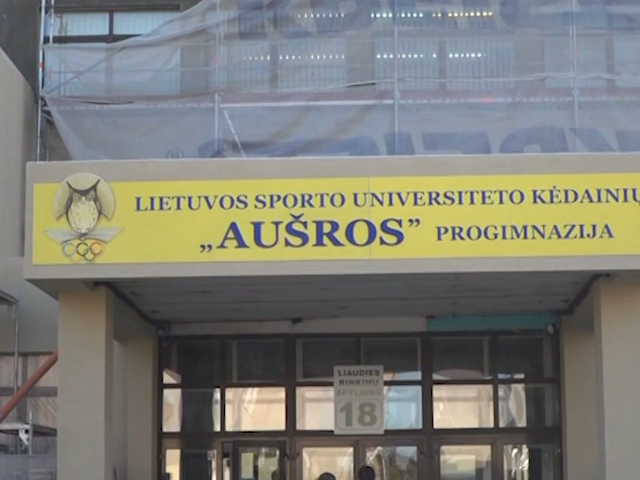 LIETUVOS SPORTO UNIVERSITETO KĖDAINIŲ
„AUŠROS” PROGIMNAZIJA
LIAUDIES
RINKIMŲ
APYLINKĖ
18